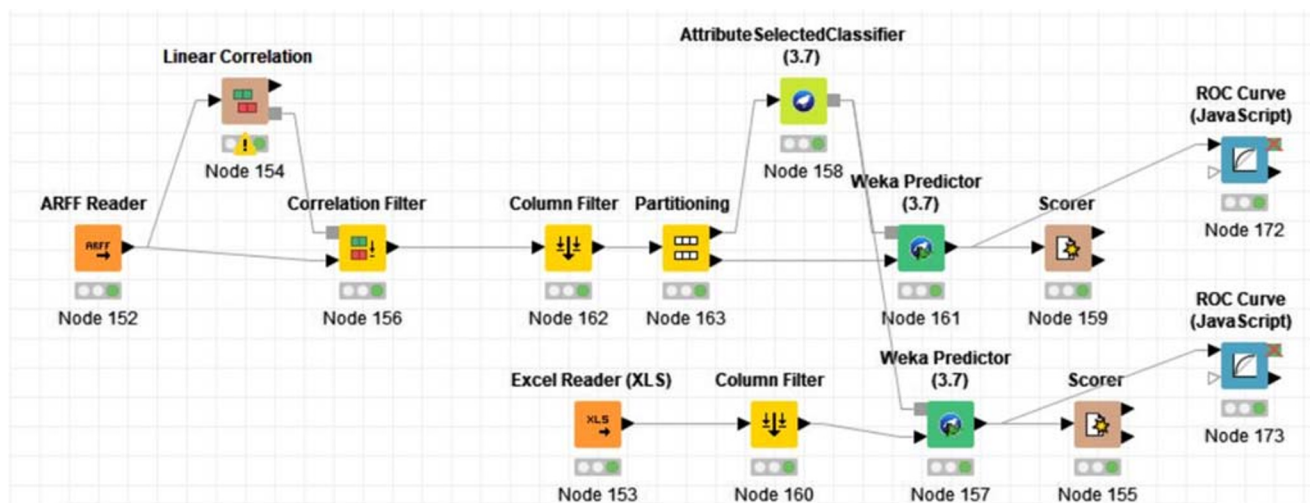 AttributeSelectedClassifier
(3.7)
Linear Correlation
ROC Curve
(JavaScript)
Node 154
Node 158
Node 172
ARFF Reader
Correlation Filter
Column Filter
Partitioning
Weka Predictor
(3.7)
Scorer
ARFF
Node 152
Node 156
Node 162
Node 163
Node 161
Node 159
ROC Curve
(JavaScript)
Excel Reader (XLS)
Column Filter
Weka Predictor
(3.7)
Scorer
XLS
Node 153
Node 160
Node 157
Node 155
Node 173